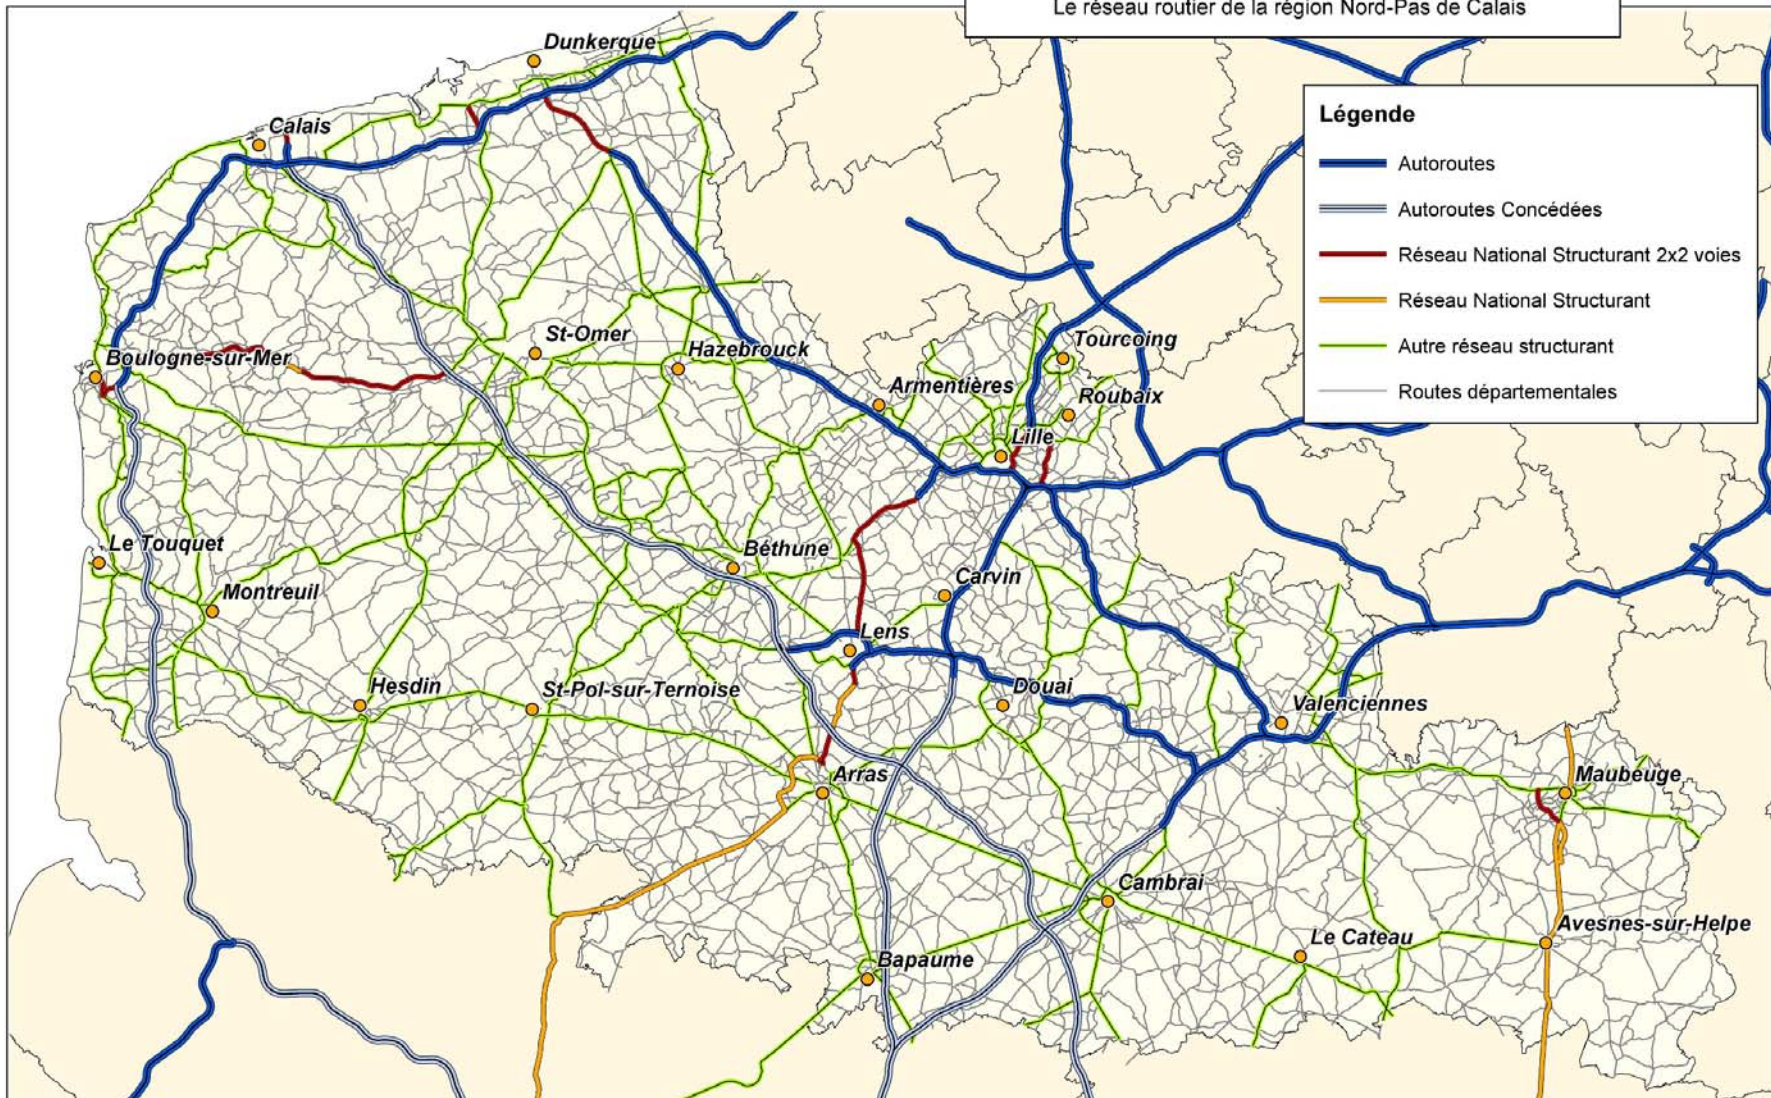 Le réseau routier de la région Nord-Pas de Calais
Dunkerque
Calais
Légende
Autoroutes
Autoroutes Concédées
Réseau National Structurant 2x2 voies
Réseau National Structurant
Autre réseau structurant
Routes départementales
St-Omer
Tourcoing
Hazebrouck
Boulogne-sur-Mer
Armentières
Roubaix
Lille
Le Touquet
Béthune
Carvin
Montreuil
Lens
Hesdin
St-Pol-sur-Ternoise
Douai
Valenciennes
Arras
Maubeuge
Cambrai
Avesnes-sur-Helpe
Le Cateau
Bapaume